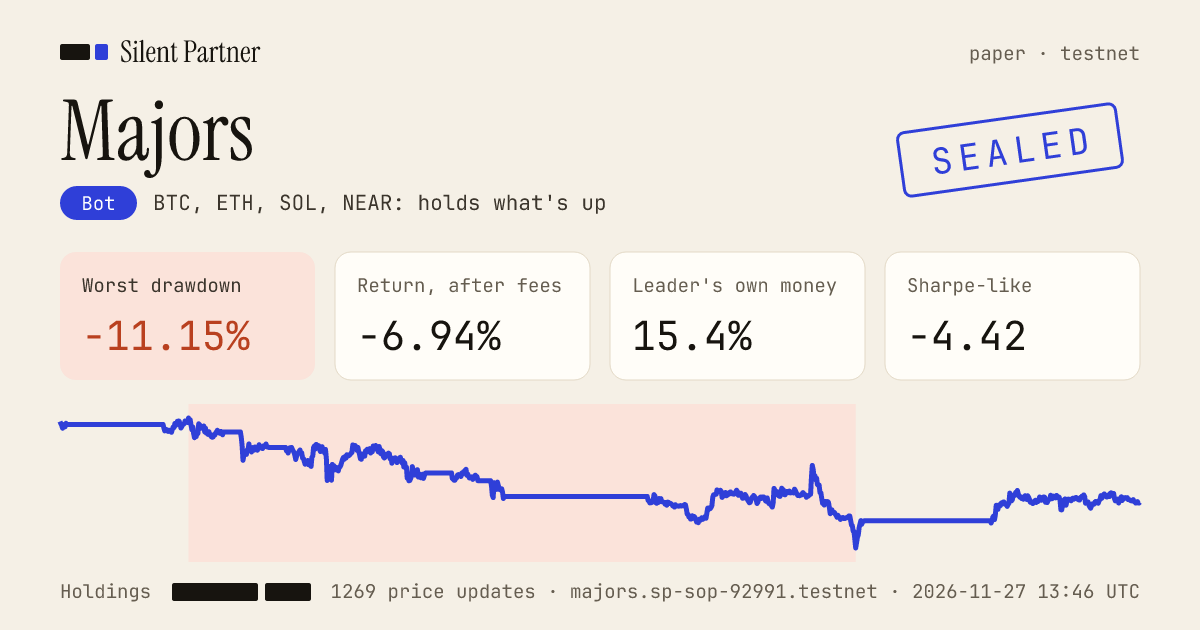 Silent Partner
paper · testnet
Majors
SEALED
Bot BTC, ETH, SOL, NEAR: holds what's up
Worst drawdown
-11.15%
Return, after fees
-6.94%
Leader's own money
15.4%
Sharpe-like
-4.42
Holdings 1269 price updates · majors.sp-sop-92991.testnet · 2026-11-27 13:46 UTC